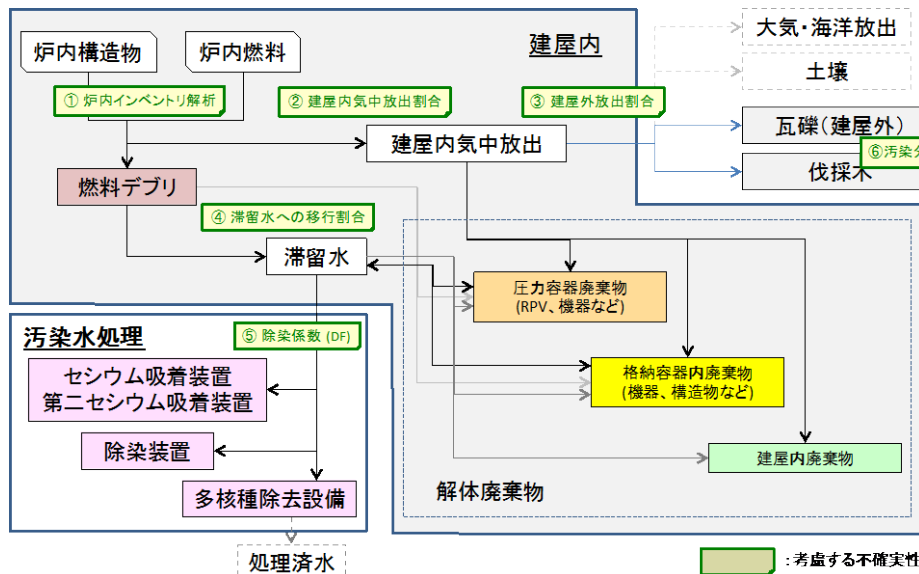 炉内構造物
炉内燃料
建屋内
大気・海洋放出
土壌
① 炉内インベントリ解析
② 建屋内気中放出割合
③ 建屋外放出割合
瓦礫(建屋外)
⑥汚染分
伐採木
建屋内気中放出
燃料デブリ
④ 滞留水への移行割合
滞留水
圧力容器廃棄物
(RPV、機器など)
汚染水処理
⑤ 除染係数 (DF)
セシウム吸着装置
第二セシウム吸着装置
格納容器内廃棄物
(機器、構造物など)
除染装置
建屋内廃棄物
多核種除去設備
解体廃棄物
処理済水
:考慮する不確実性